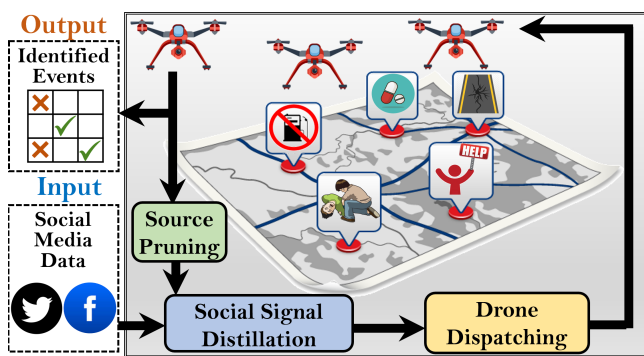 Output
Identified
Events
Input
Social
Media
Data
Source
Pruning
Social Signal
Distillation
Drone
Dispatching
HELP